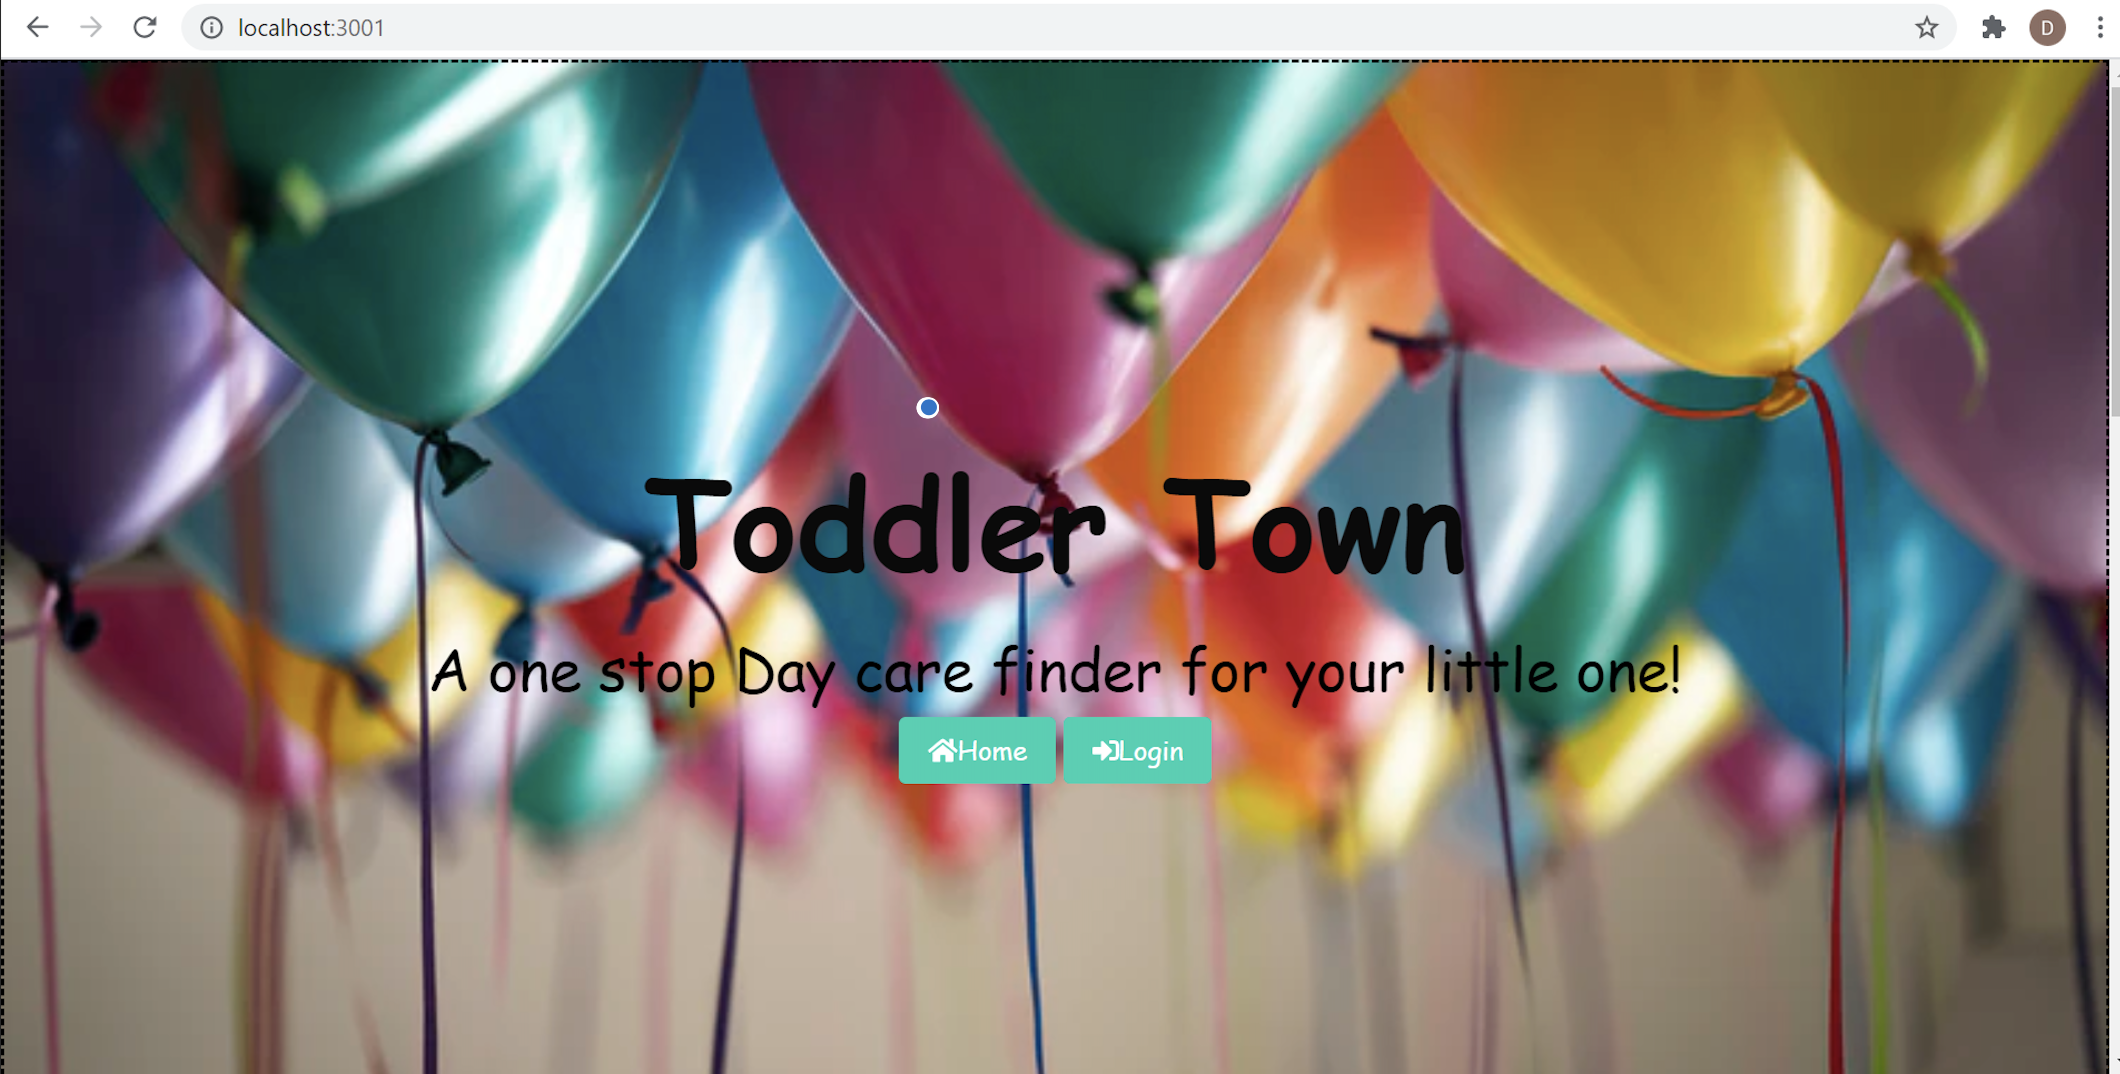 localhost:3001
D
Toddler Town
A one stop Day care finder for your little one!
Home Login